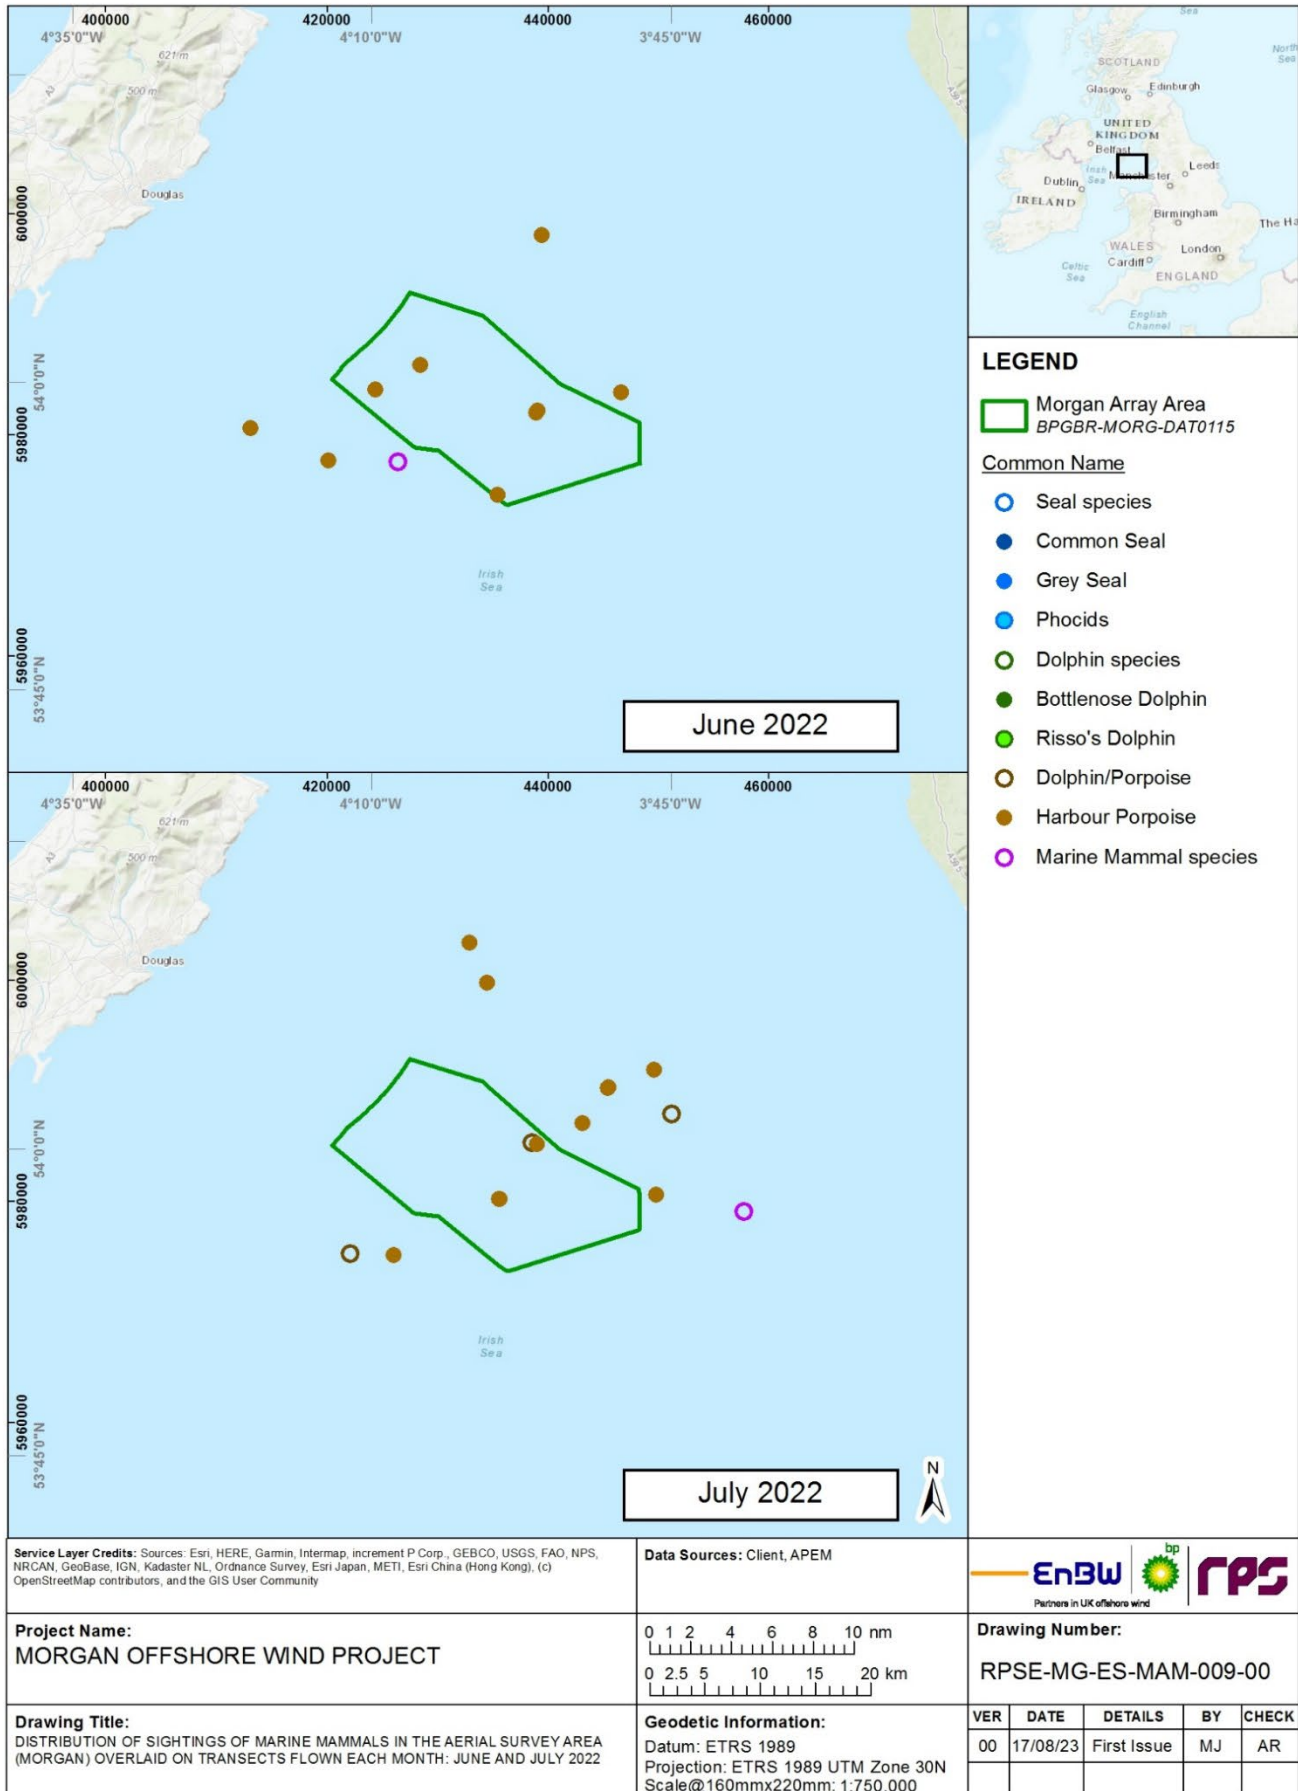 400000
420000
440000
460000
4°35'0"W
4°10'0"W
3°45'0"W
621 m
500 m
A3
A595
Douglas
6000000
54°0'0"N
5980000
5960000
53°45'0"N
Irish
Sea
June 2022
400000
420000
440000
460000
4°35'0"W
4°10'0"W
3°45'0"W
621 m
500 m
A3
A595
Douglas
6000000
54°0'0"N
5980000
5960000
53°45'0"N
Irish
Sea
N
July 2022
Sea
North
Sea
SCOTLAND
Glasgow
Edinburgh
UNITED
KINGDOM
Belfast
Irish
Sea
Leeds
Manchester
Dublin
IRELAND
Birmingham
The Ha
WALES
London
Cardiff
Celtic
Sea
ENGLAND
English
Channel
LEGEND
Morgan Array Area
BPGBR-MORG-DAT0115
Common Name
Seal species
Common Seal
Grey Seal
Phocids
Dolphin species
Bottlenose Dolphin
Risso's Dolphin
Dolphin/Porpoise
Harbour Porpoise
Marine Mammal species
Service Layer Credits: Sources: Esri, HERE, Garmin, Intermap, increment P Corp., GEBCO, USGS, FAO, NPS,
NRCAN, GeoBase, IGN, Kadaster NL, Ordnance Survey, Esri Japan, METI, Esri China (Hong Kong), (c)
OpenStreetMap contributors, and the GIS User Community
Data Sources: Client, APEM
EnBW
bp
rps
Partners in UK offshore wind
Project Name:
MORGAN OFFSHORE WIND PROJECT
0 1 2 4 6 8 10 nm
0 2.5 5 10 15 20 km
Drawing Number:
RPSE-MG-ES-MAM-009-00
Drawing Title:
DISTRIBUTION OF SIGHTINGS OF MARINE MAMMALS IN THE AERIAL SURVEY AREA
(MORGAN) OVERLAID ON TRANSECTS FLOWN EACH MONTH: JUNE AND JULY 2022
Geodetic Information:
Datum: ETRS 1989
Projection: ETRS 1989 UTM Zone 30N
Scale@160mmx220mm: 1:750,000
VER DATE DETAILS BY CHECK
00 17/08/23 First Issue MJ AR